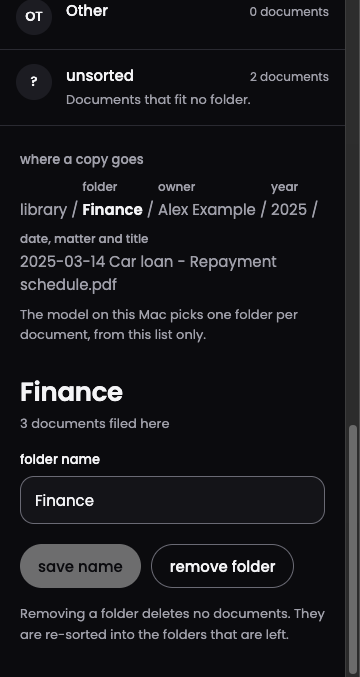 OT Other 0 documents
? unsorted 2 documents
Documents that fit no folder.
where a copy goes
folder owner year
library / Finance / Alex Example / 2025 /
date, matter and title
2025-03-14 Car loan - Repayment
schedule.pdf
The model on this Mac picks one folder per
document, from this list only.
Finance
3 documents filed here
folder name
Finance
save name remove folder
Removing a folder deletes no documents. They
are re-sorted into the folders that are left.